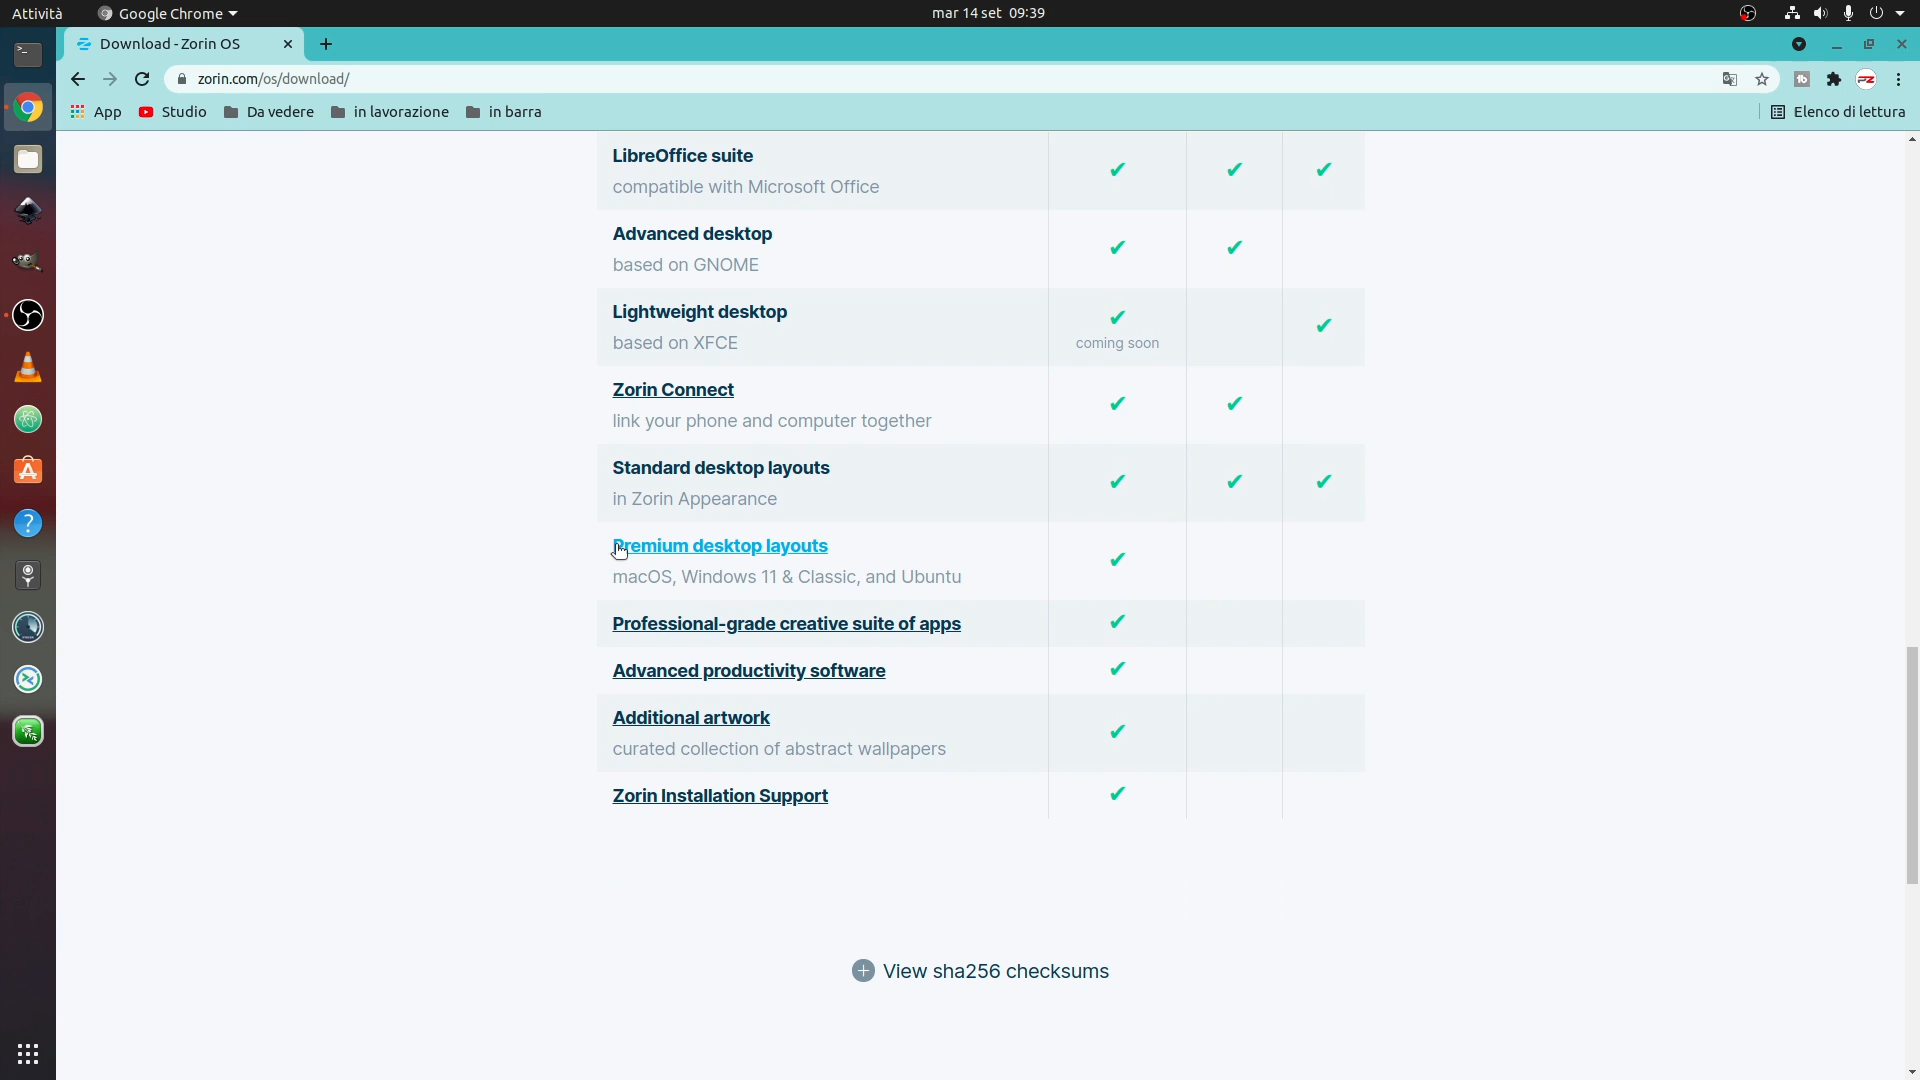 Attività
Google Chrome
mar 14 set 09:39
Download - Zorin OS
zorin.com/os/download/
App
Studio
Da vedere
in lavorazione
in barra
Elenco di lettura
LibreOffice suite
compatible with Microsoft Office
Advanced desktop
based on GNOME
Lightweight desktop
based on XFCE
coming soon
Zorin Connect
link your phone and computer together
Standard desktop layouts
in Zorin Appearance
Premium desktop layouts
macOS, Windows 11 & Classic, and Ubuntu
Professional-grade creative suite of apps
Advanced productivity software
Additional artwork
curated collection of abstract wallpapers
Zorin Installation Support
View sha256 checksums